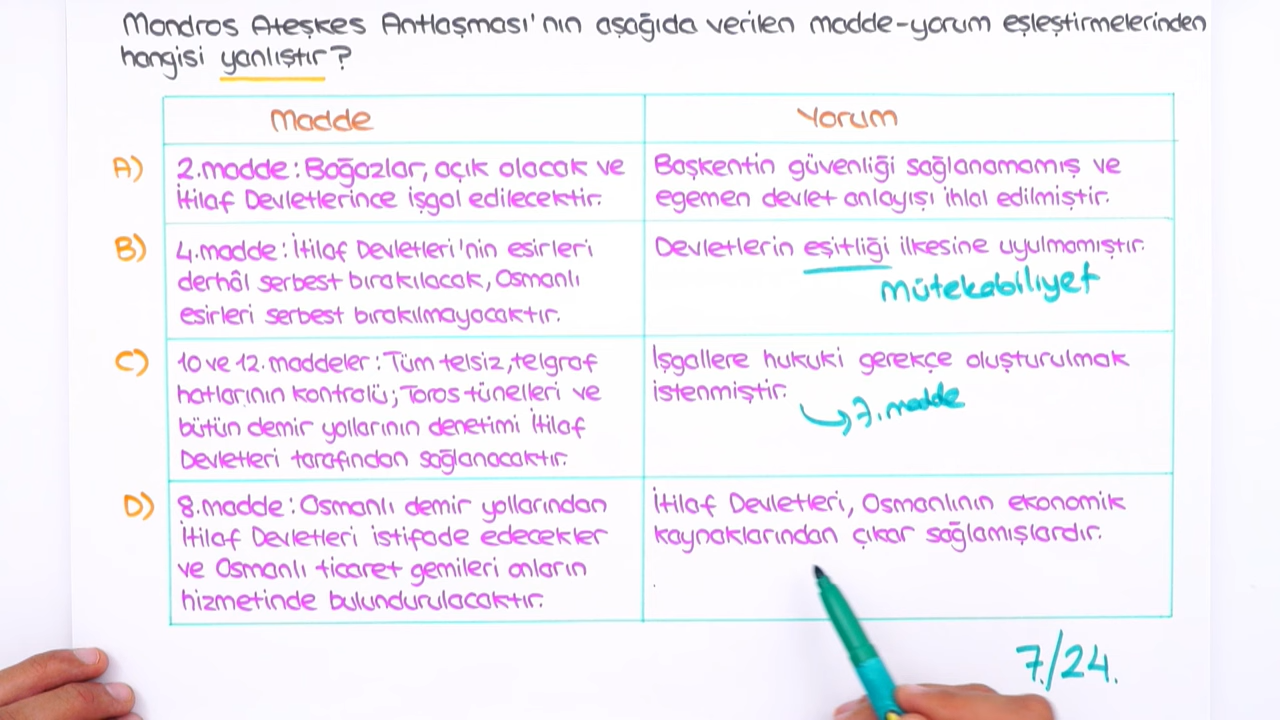 Mondros Ateşkes Antlaşması'nın aşağıda verilen madde-yorum eşleştirmelerinden
hangisi yanlıştır?
Madde
Yorum
A) 2.madde: Boğazlar, açık olacak ve
İtilaf Devletlerince işgal edilecektir.
Başkentin güvenliği sağlanamamış ve
egemen devlet anlayışı ihlal edilmiştir.
B) 4.madde: İtilaf Devletleri'nin esirleri
derhâl serbest bırakılacak, Osmanlı
esirleri serbest bırakılmayacaktır.
Devletlerin eşitliği ilkesine uyulmamıştır.
mütekabiliyet
C) 10 ve 12. maddeler: Tüm telsiz, telgraf
hatlarının kontrolü; Toros tünelleri ve
bütün demir yollarının denetimi İtilaf
Devletleri tarafından sağlanacaktır.
İşgallere hukuki gerekçe oluşturulmak
istenmiştir.
7. madde
D) 8.madde: Osmanlı demir yollarından
İtilaf Devletleri istifade edecekler
ve Osmanlı ticaret gemileri onların
hizmetinde bulundurulacaktır.
İtilaf Devletleri, Osmanlının ekonomik
kaynaklarından çıkar sağlamışlardır.
7./24.